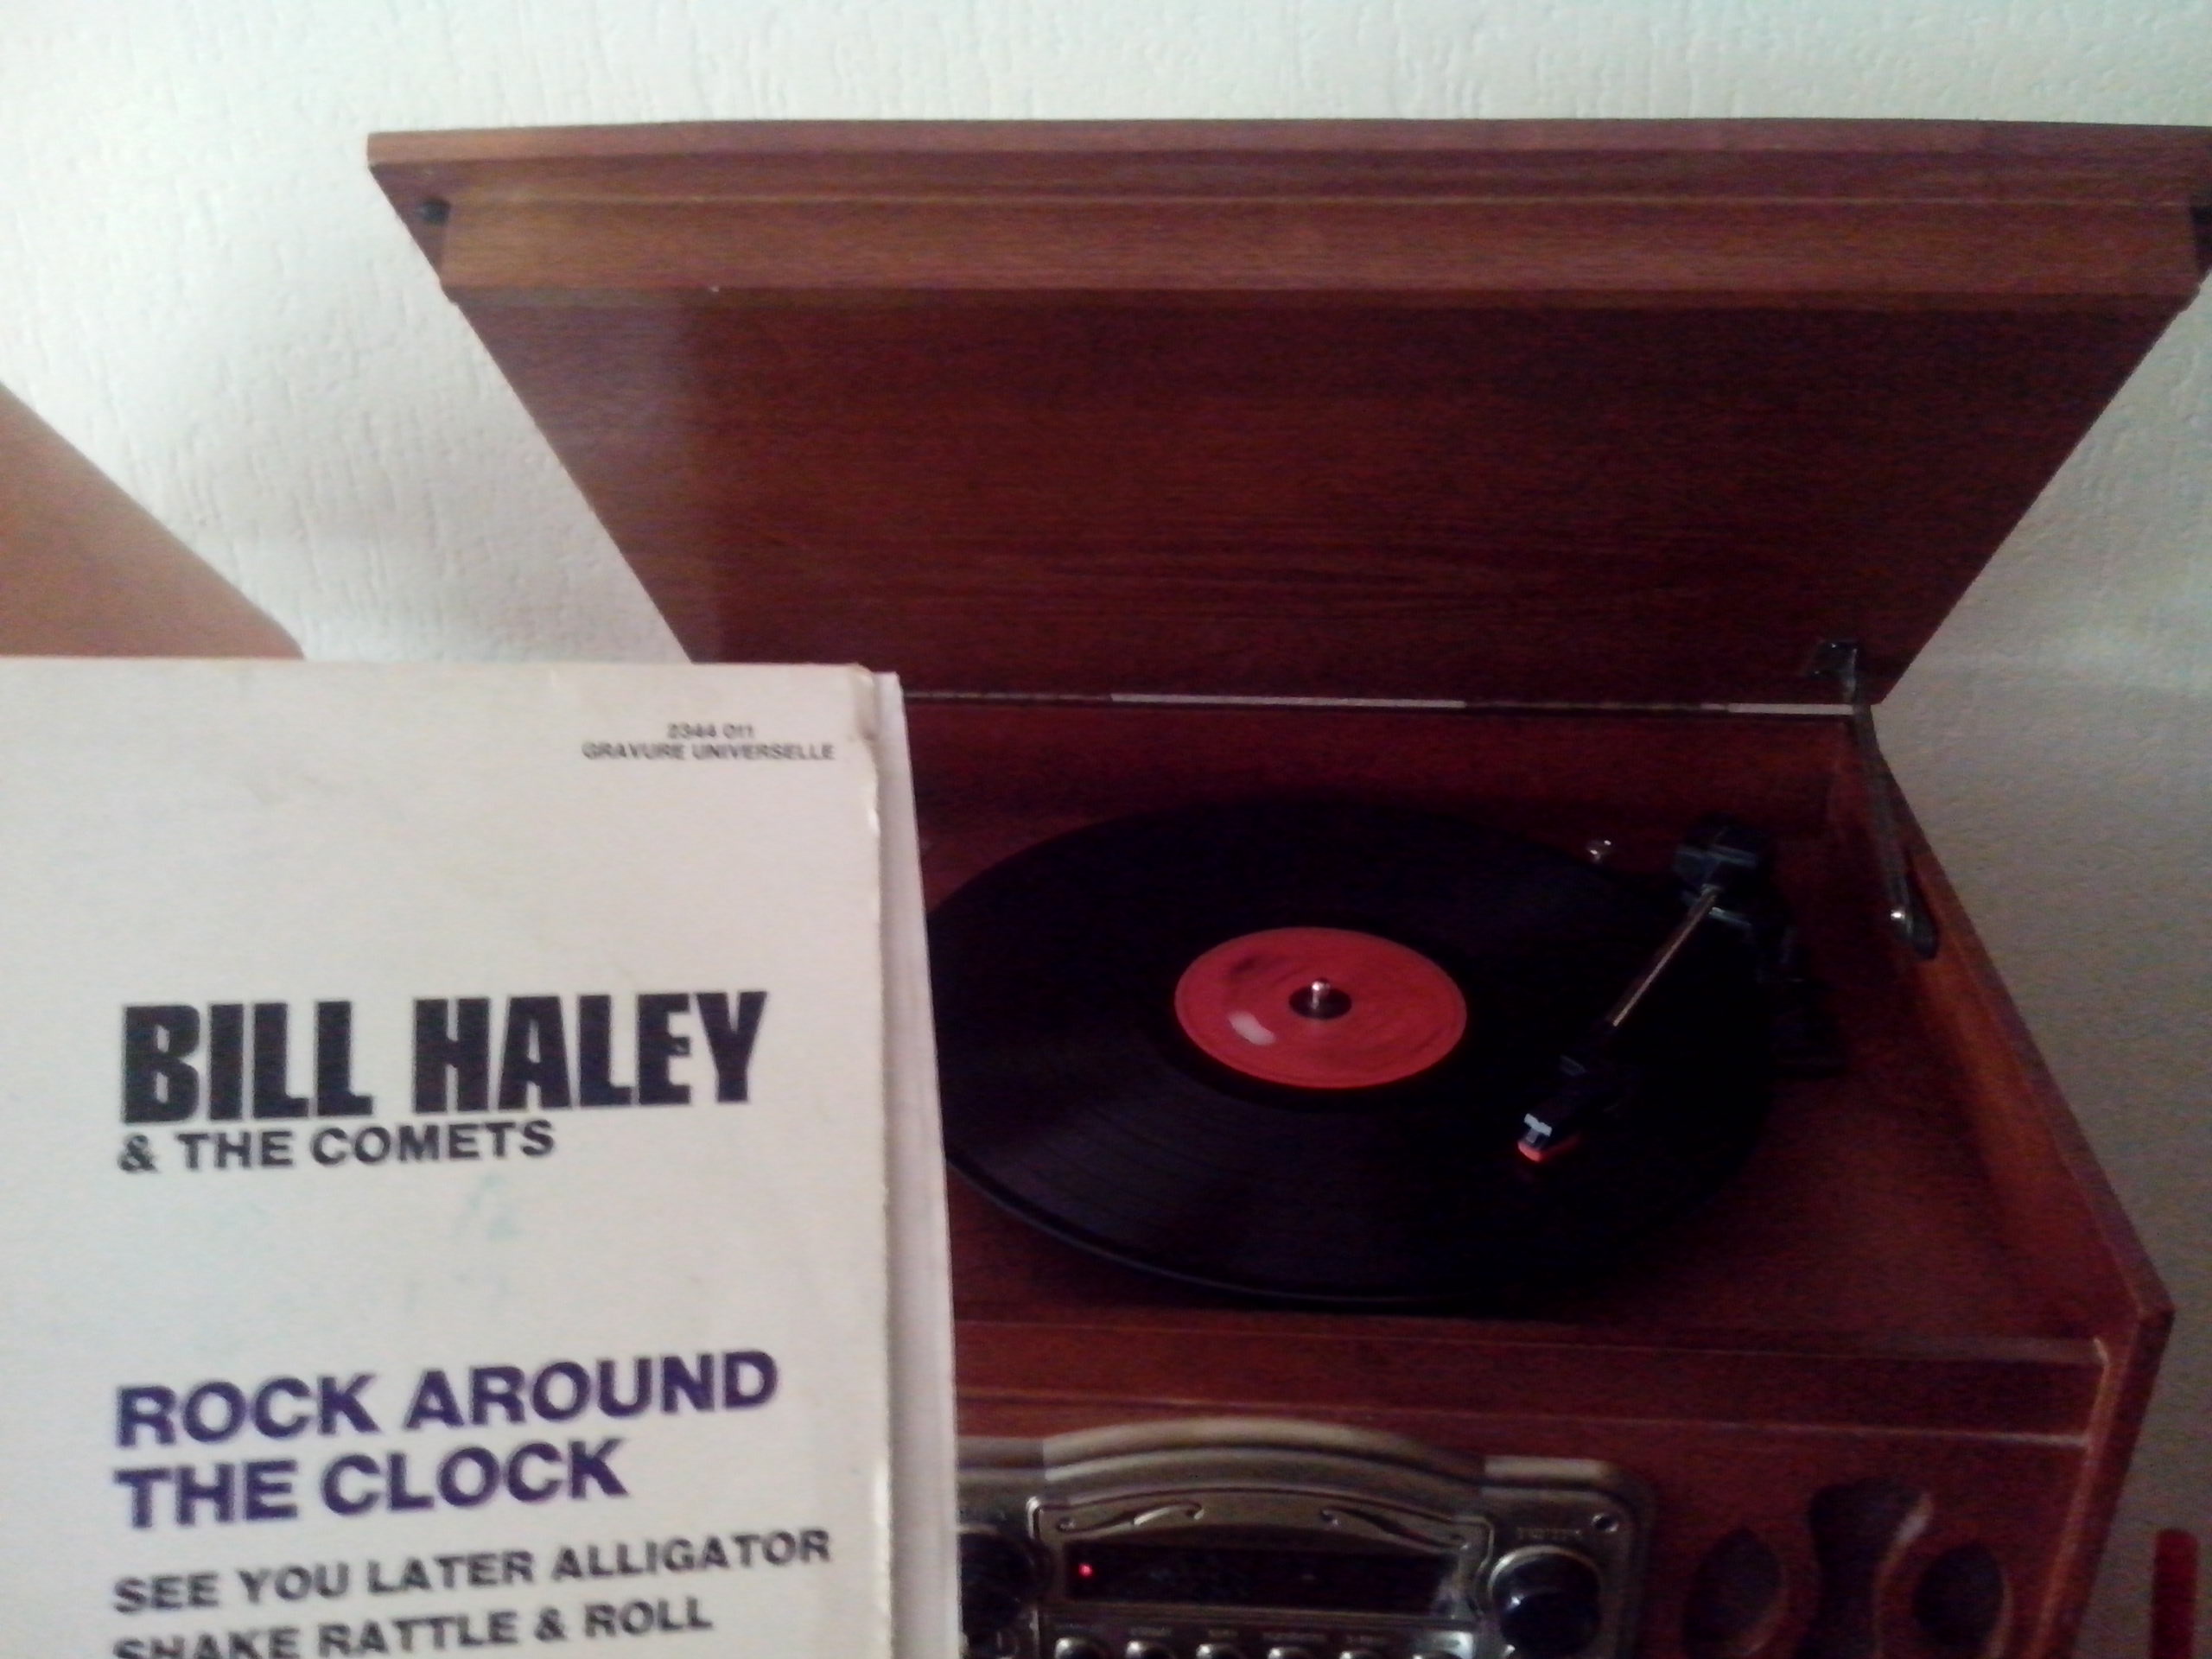 2344 011
GRAVURE UNIVERSELLE
BILL HALEY
& THE COMETS
ROCK AROUND
THE CLOCK
SEE YOU LATER ALLIGATOR
SHAKE RATTLE & ROLL